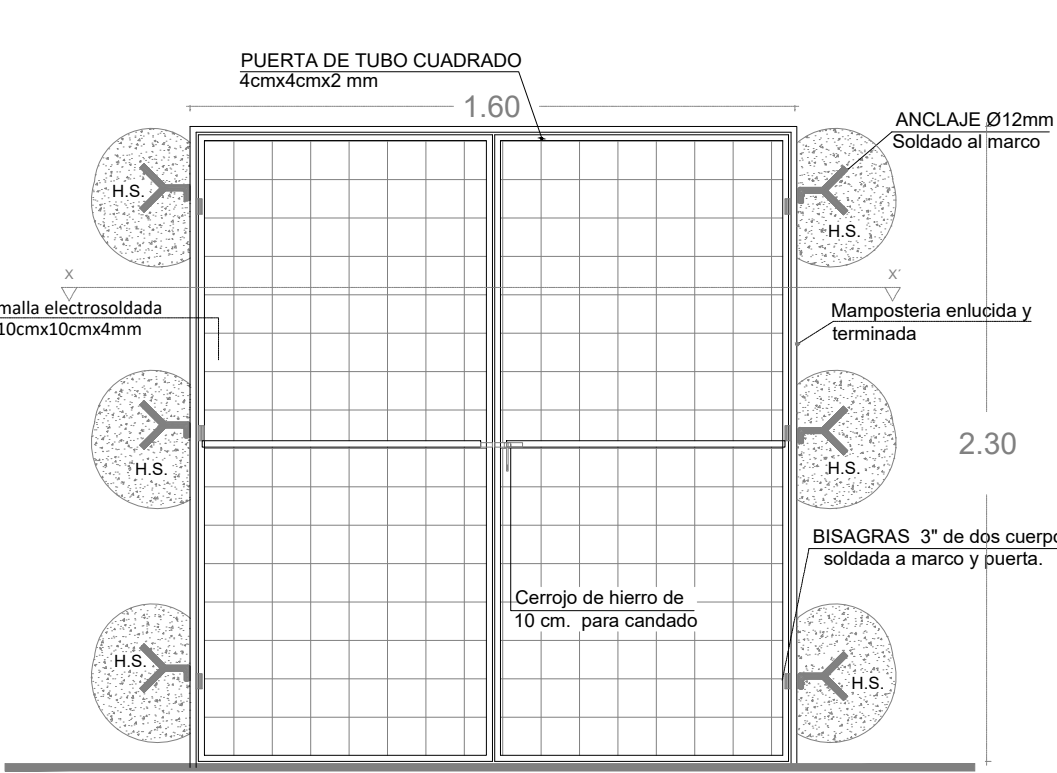 PUERTA DE TUBO CUADRADO
4cmx4cmx2 mm
1.60
ANCLAJE Ø12mm
Soldado al marco
H.S.
H.S.
X
X´
malla electrosoldada
10cmx10cmx4mm
Mamposteria enlucida y
terminada
2.30
H.S.
H.S.
BISAGRAS 3" de dos cuerpo
soldada a marco y puerta.
Cerrojo de hierro de
10 cm. para candado
H.S.
H.S.